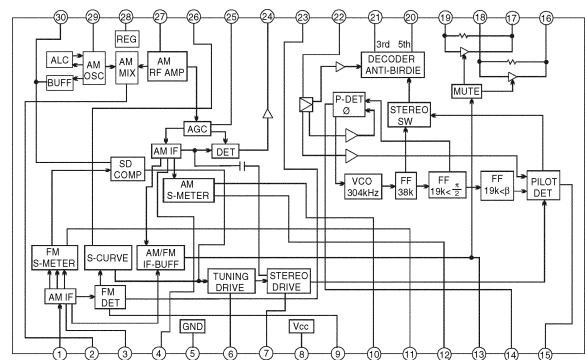 30 29 28 27 26 25 24 23 22 21 20 19 18 17 16
3rd 5th
REG
ALC
AM
OSC
AM
MIX
AM
RF AMP
BUFF
DECODER
ANTI-BIRDIE
MUTE
P-DET
Ø
STEREO
SW
AGC
AM IF
DET
SD
COMP
AM
S-METER
VCO
304kHz
FF
38k
FF
19k<π/2
FF
19k<β
PILOT
DET
FM
S-METER
S-CURVE
AM/FM
IF-BUFF
TUNING
DRIVE
STEREO
DRIVE
AM IF
FM
DET
GND
Vcc
1 2 3 4 5 6 7 8 9 10 11 12 13 14 15